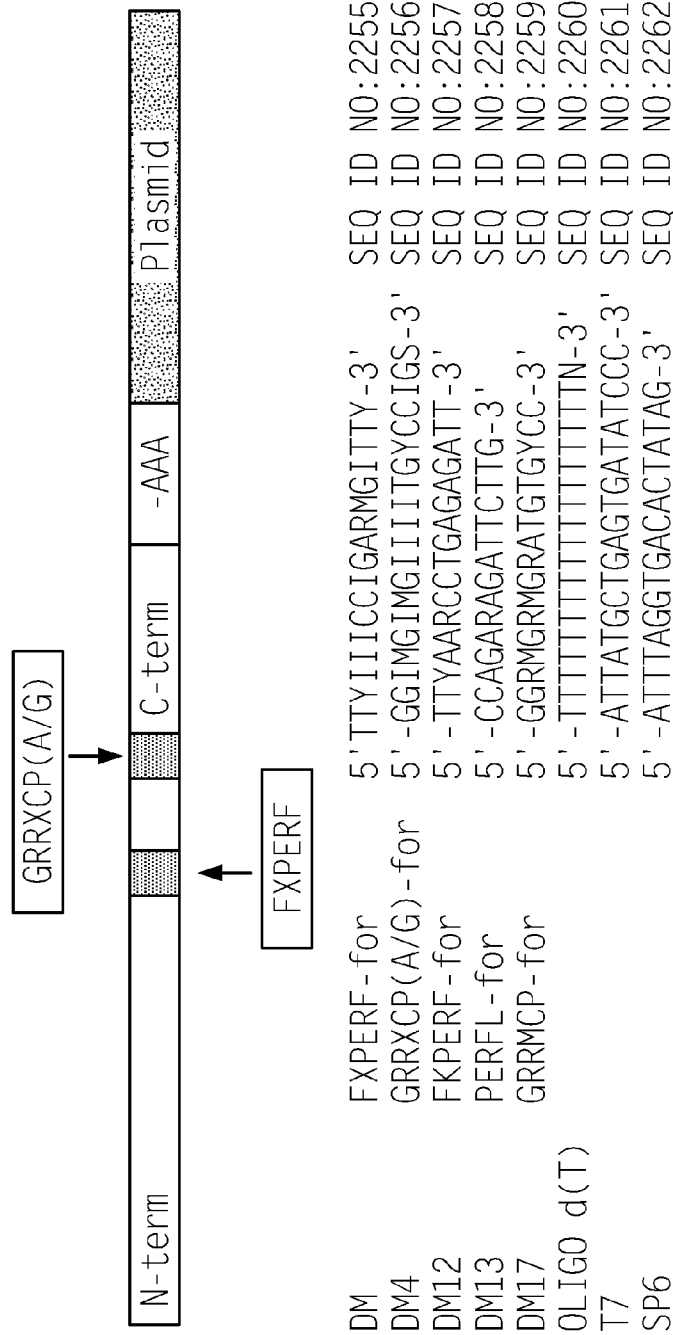 GRRXCP(A/G)
N-term C-term -AAA Plasmid
FXPERF
DM FXPERF-for 5'TTYIIICCIGARMGITTY-3' SEQ ID NO:2255
DM4 GRRXCP(A/G)-for 5'-GGIMGIMGIIIITGYCCIGS-3' SEQ ID NO:2256
DM12 FKPERF-for 5'-TTYAARCCTGAGAGATT-3' SEQ ID NO:2257
DM13 PERFL-for 5'-CCAGARAGATTCTTG-3' SEQ ID NO:2258
DM17 GRRMCP-for 5'-GGRMGRMGRATGTGYCC-3' SEQ ID NO:2259
OLIGO d(T) 5'-TTTTTTTTTTTTTTTTTTTTTTTTN-3' SEQ ID NO:2260
T7 5'-ATTATGCTGAGTGATATCCC-3' SEQ ID NO:2261
SP6 5'-ATTTAGGTGACACTATAG-3' SEQ ID NO:2262